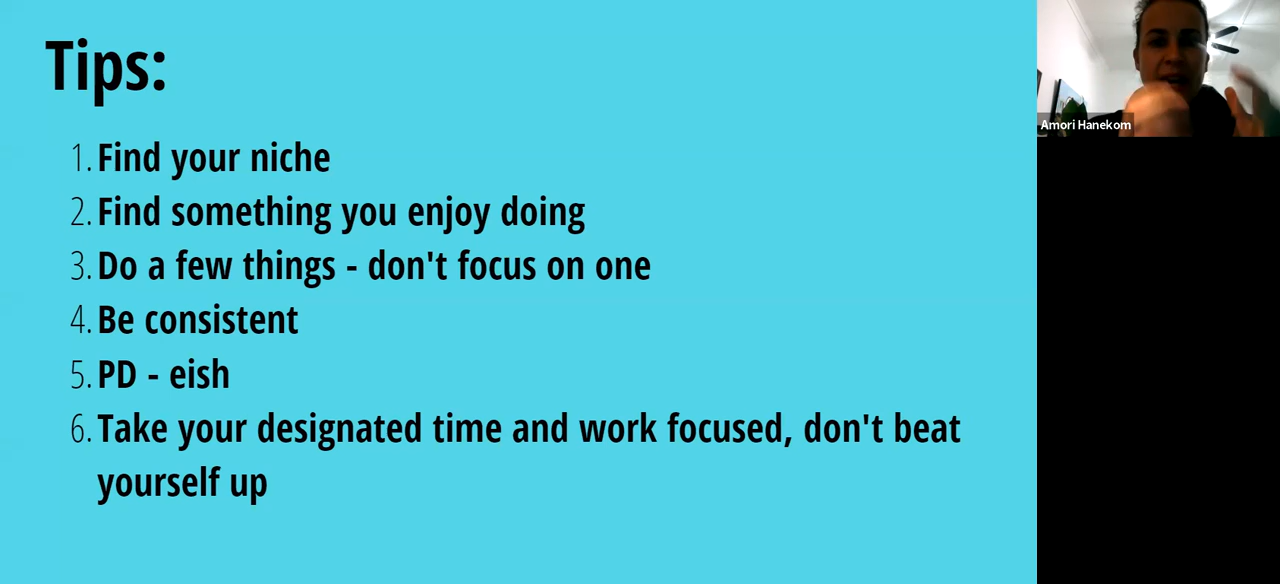 Tips:
1. Find your niche
2. Find something you enjoy doing
3. Do a few things - don't focus on one
4. Be consistent
5. PD - eish
6. Take your designated time and work focused, don't beat
yourself up
Amori Hanekom